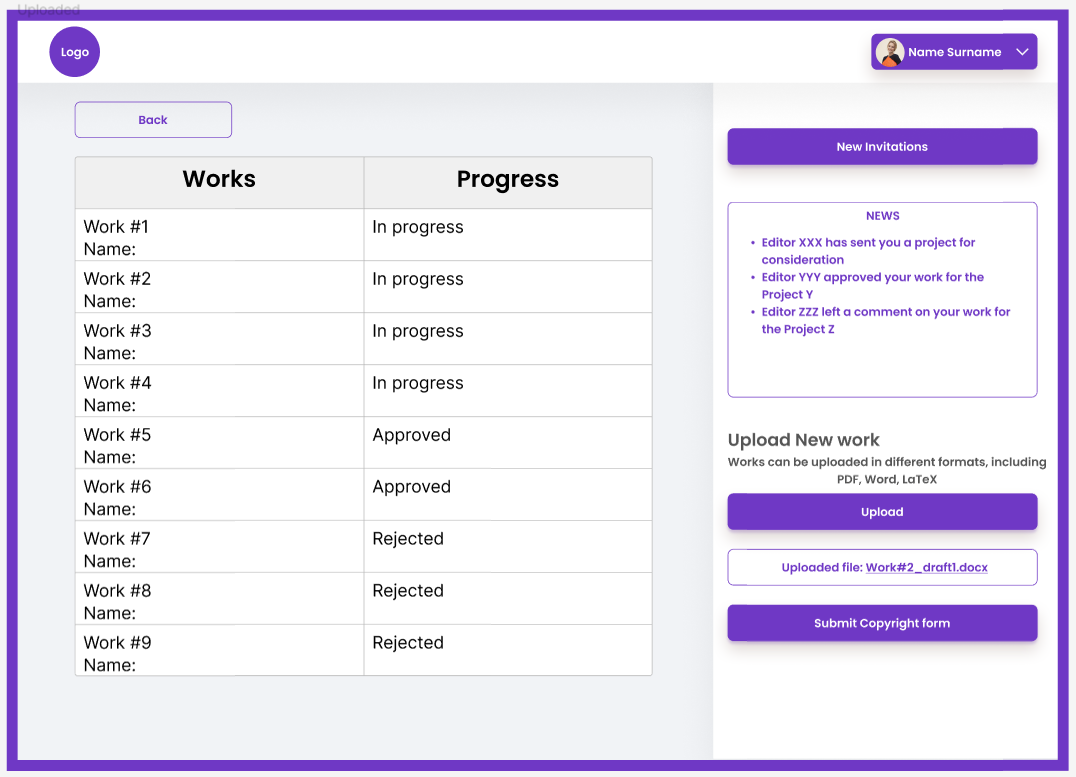 Uploaded
Logo
Name Surname
Back
Works
Progress
Work #1
Name:
In progress
Work #2
Name:
In progress
Work #3
Name:
In progress
Work #4
Name:
In progress
Work #5
Name:
Approved
Work #6
Name:
Approved
Work #7
Name:
Rejected
Work #8
Name:
Rejected
Work #9
Name:
Rejected
New Invitations
NEWS
• Editor XXX has sent you a project for
consideration
• Editor YYY approved your work for the
Project Y
• Editor ZZZ left a comment on your work for
the Project Z
Upload New work
Works can be uploaded in different formats, including
PDF, Word, LaTeX
Upload
Uploaded file: Work#2_draft1.docx
Submit Copyright form